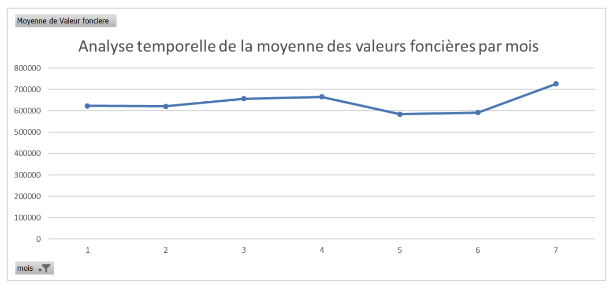 Moyenne de Valeur fonciere
Analyse temporelle de la moyenne des valeurs foncières par mois
800000
700000
600000
500000
400000
300000
200000
100000
0
1 2 3 4 5 6 7
mois